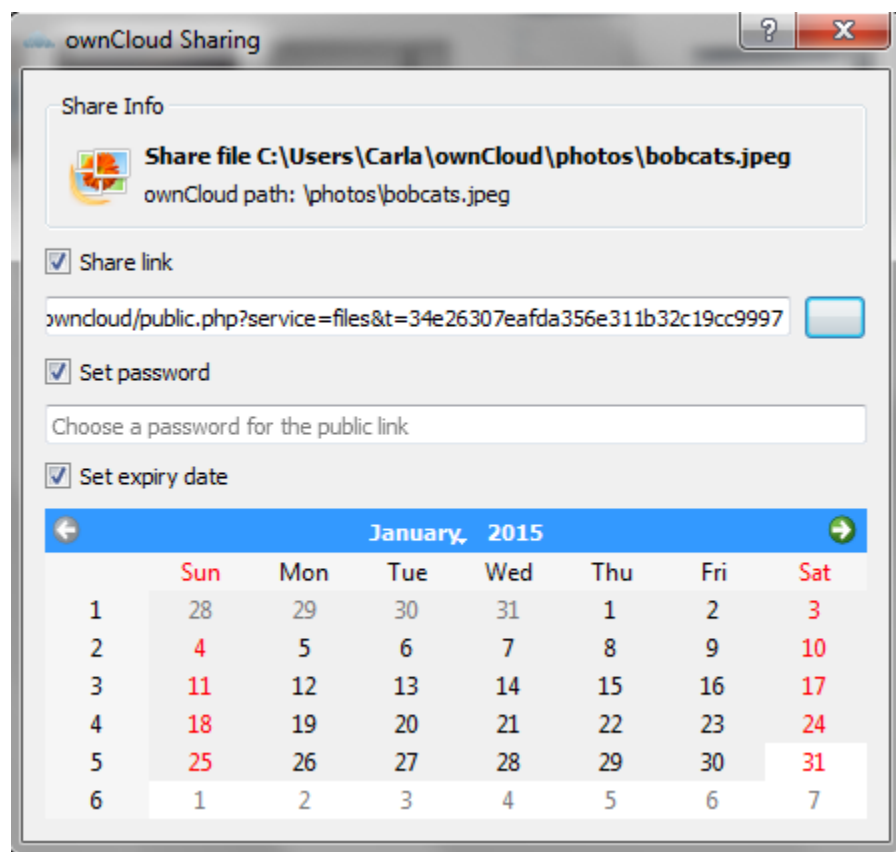 ownCloud Sharing
Share Info
Share file C:\Users\Carla\ownCloud\photos\bobcats.jpeg
ownCloud path: \photos\bobcats.jpeg
Share link
owncloud/public.php?service=files&t=34e26307eafda356e311b32c19cc9997
Set password
Choose a password for the public link
Set expiry date
January, 2015
Sun Mon Tue Wed Thu Fri Sat
1 28 29 30 31 1 2 3
2 4 5 6 7 8 9 10
3 11 12 13 14 15 16 17
4 18 19 20 21 22 23 24
5 25 26 27 28 29 30 31
6 1 2 3 4 5 6 7